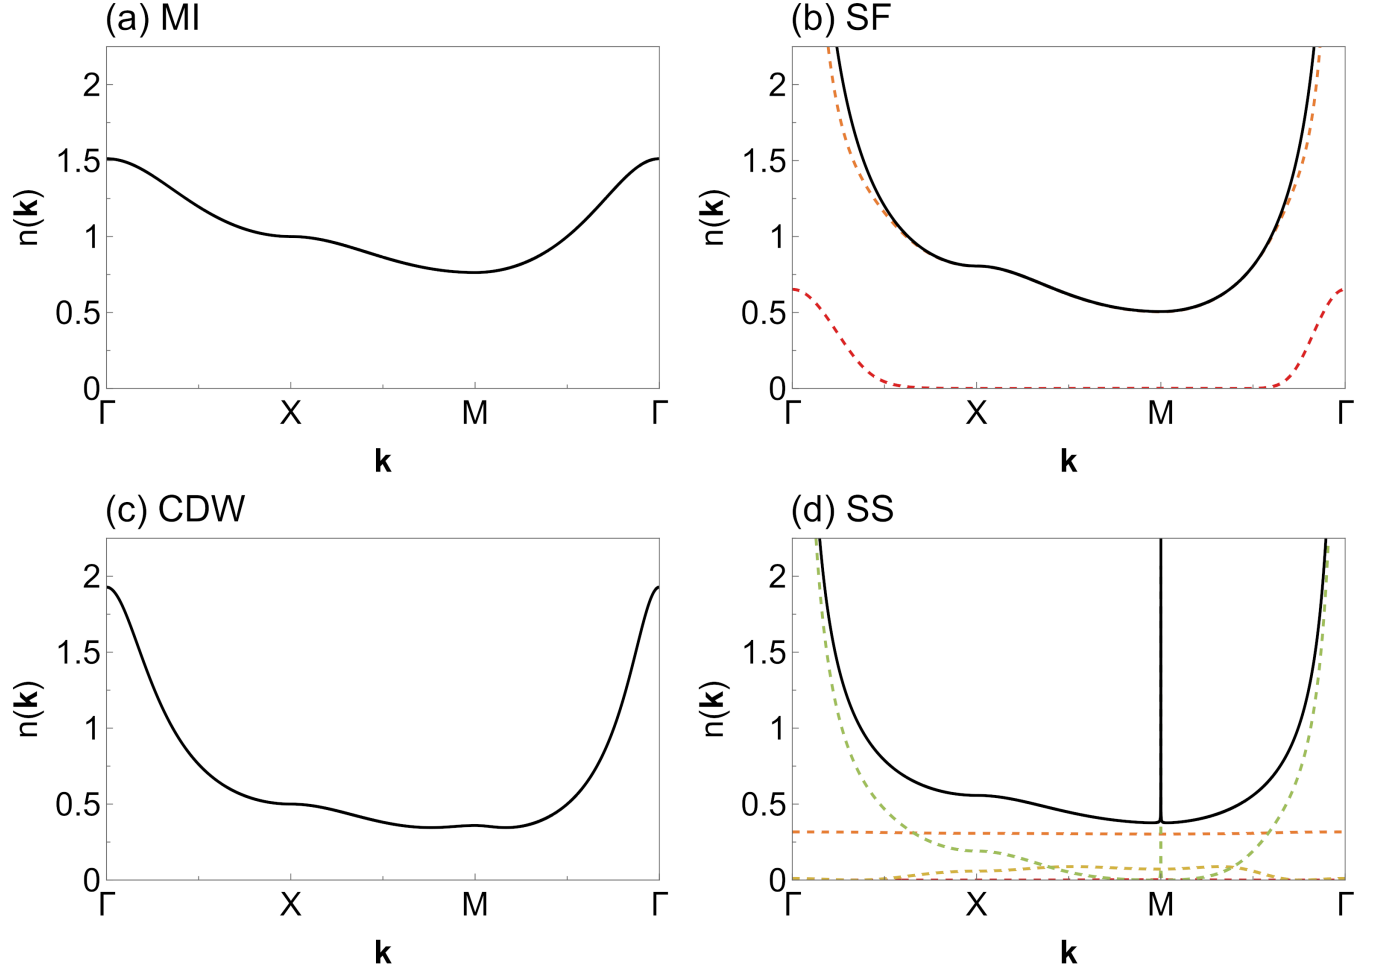 (a) MI
n(k)
2
1.5
1
0.5
0
Γ X M Γ
k
(b) SF
n(k)
2
1.5
1
0.5
0
Γ X M Γ
k
(c) CDW
n(k)
2
1.5
1
0.5
0
Γ X M Γ
k
(d) SS
n(k)
2
1.5
1
0.5
0
Γ X M Γ
k